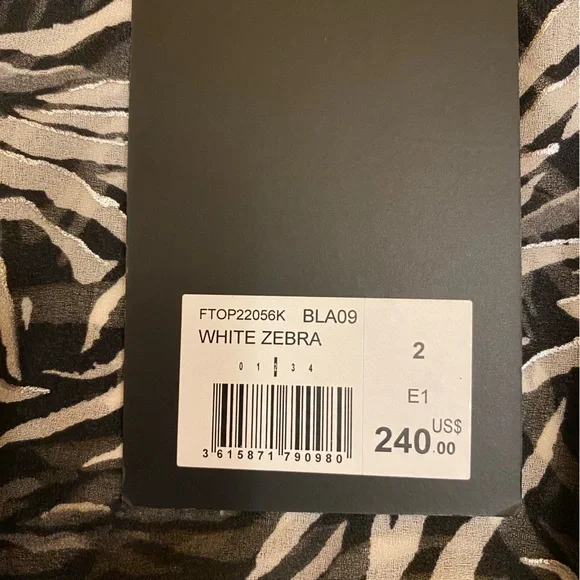 FTOP22056K BLA09
WHITE ZEBRA
0 1 2 3 4
3 615871 790980
2
E1
US$
240.00